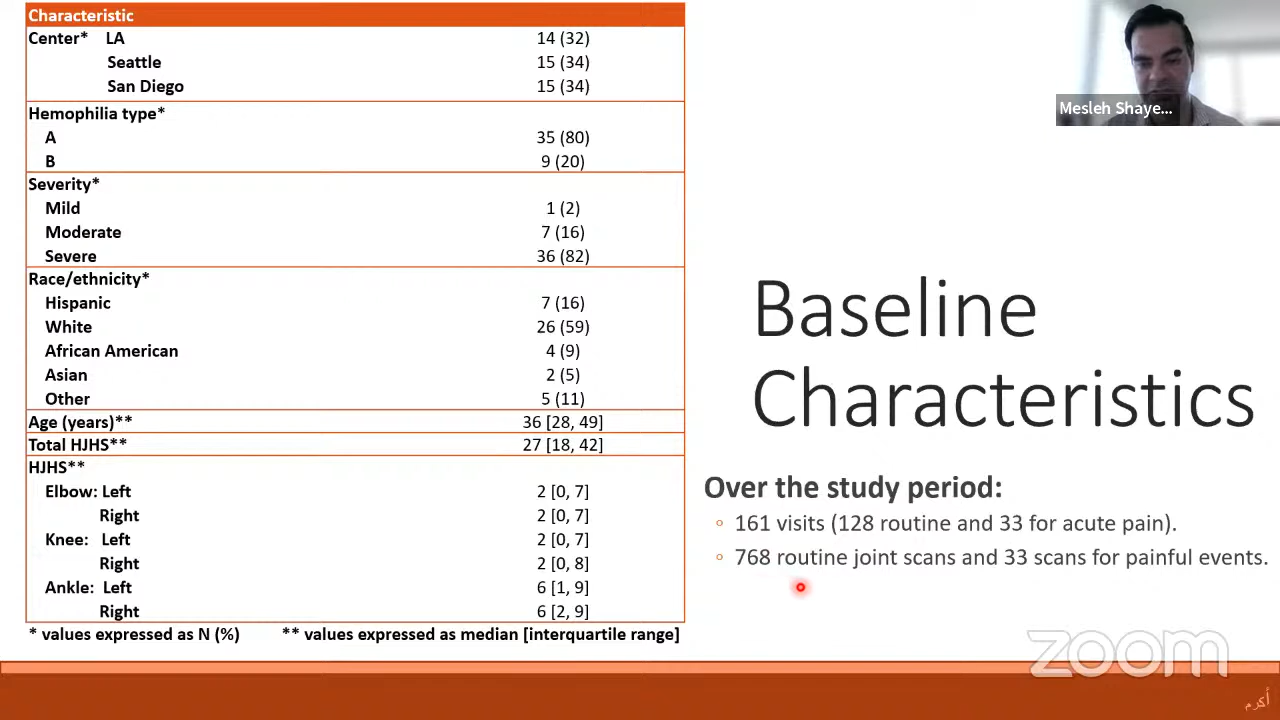 Characteristic
Center* LA 14 (32)
Seattle 15 (34)
San Diego 15 (34)
Hemophilia type*
A 35 (80)
B 9 (20)
Severity*
Mild 1 (2)
Moderate 7 (16)
Severe 36 (82)
Race/ethnicity*
Hispanic 7 (16)
White 26 (59)
African American 4 (9)
Asian 2 (5)
Other 5 (11)
Age (years)** 36 [28, 49]
Total HJHS** 27 [18, 42]
HJHS**
Elbow: Left 2 [0, 7]
Right 2 [0, 7]
Knee: Left 2 [0, 7]
Right 2 [0, 8]
Ankle: Left 6 [1, 9]
Right 6 [2, 9]
* values expressed as N (%) ** values expressed as median [interquartile range]
Mesleh Shaye...
Baseline
Characteristics
Over the study period:
161 visits (128 routine and 33 for acute pain).
768 routine joint scans and 33 scans for painful events.
zoom
أكرم